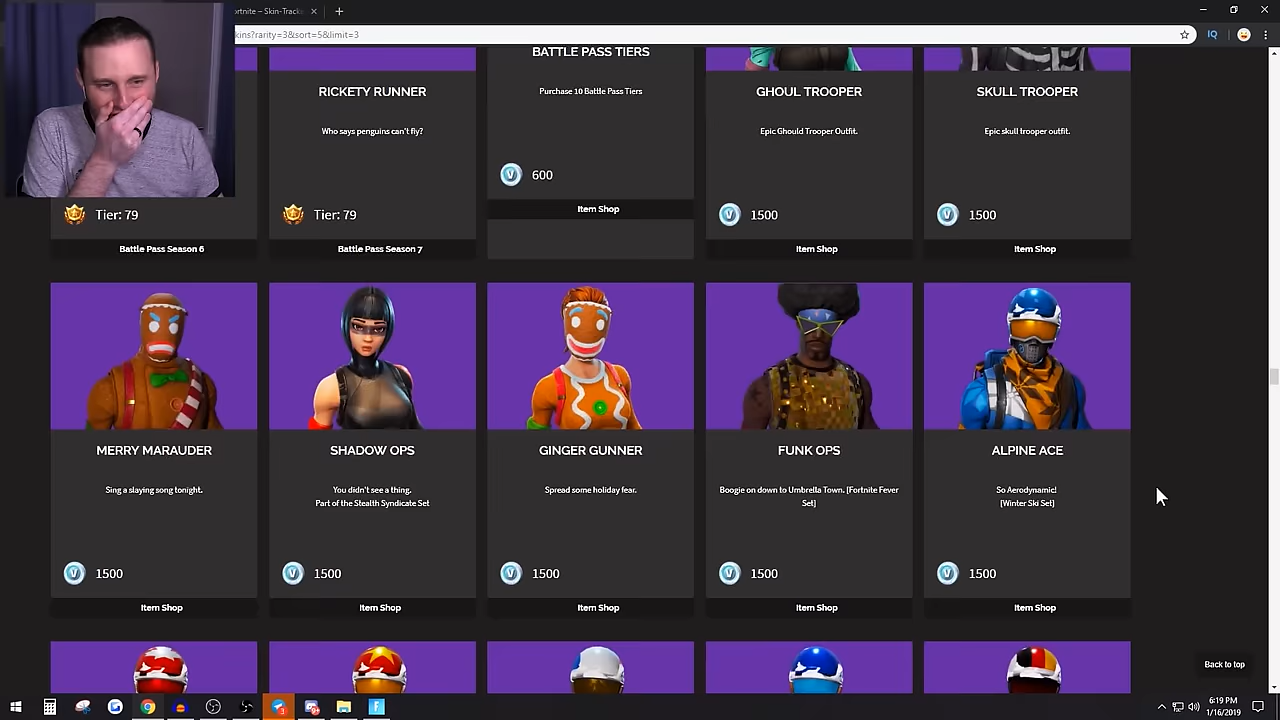 ortnite – Skin-Tracke
kins?rarity=3&sort=5&limit=3
IQ
BATTLE PASS TIERS
Purchase 10 Battle Pass Tiers
600
Item Shop
RICKETY RUNNER
Who says penguins can't fly?
GHOUL TROOPER
Epic Ghould Trooper Outfit.
SKULL TROOPER
Epic skull trooper outfit.
Tier: 79
Tier: 79
1500
1500
Battle Pass Season 6
Battle Pass Season 7
Item Shop
Item Shop
MERRY MARAUDER
Sing a slaying song tonight.
1500
Item Shop
SHADOW OPS
You didn't see a thing.
Part of the Stealth Syndicate Set
1500
Item Shop
GINGER GUNNER
Spread some holiday fear.
1500
Item Shop
FUNK OPS
Boogie on down to Umbrella Town. [Fortnite Fever
Set]
1500
Item Shop
ALPINE ACE
So Aerodynamic!
[Winter Ski Set]
1500
Item Shop
Back to top
6:19 PM
1/16/2019